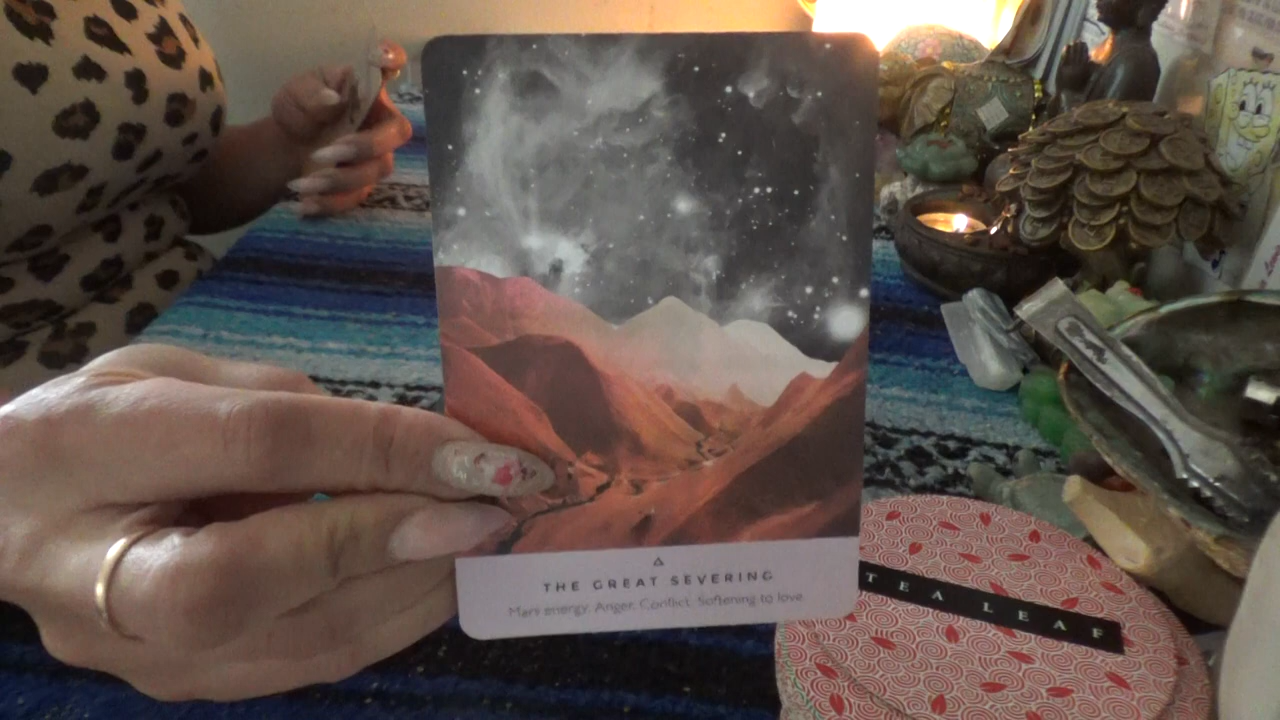 THE GREAT SEVERING
Mars energy. Anger. Conflict. Softening to love.
TEA LEAF